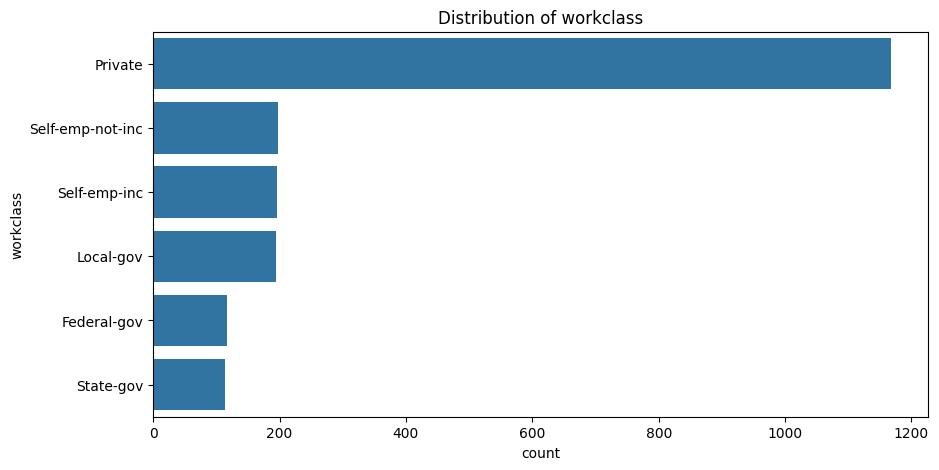 Distribution of workclass
Private
Self-emp-not-inc
Self-emp-inc
Local-gov
Federal-gov
State-gov
workclass
0 200 400 600 800 1000 1200
count